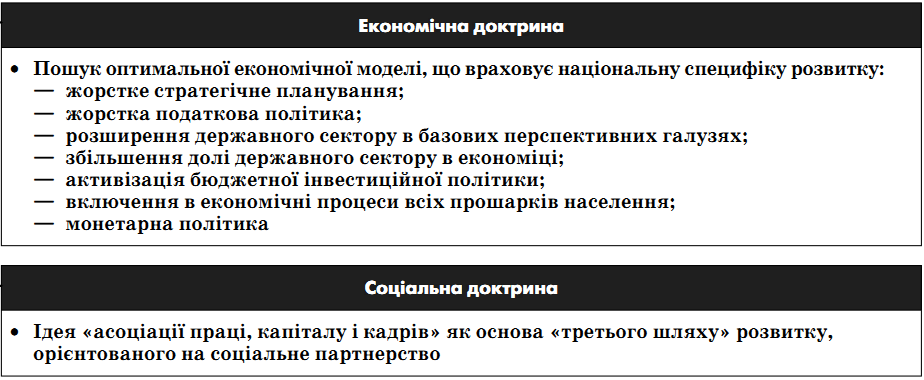 Економічна доктрина
• Пошук оптимальної економічної моделі, що враховує національну специфіку розвитку:
— жорстке стратегічне планування;
— жорстка податкова політика;
— розширення державного сектору в базових перспективних галузях;
— збільшення долі державного сектору в економіці;
— активізація бюджетної інвестиційної політики;
— включення в економічні процеси всіх прошарків населення;
— монетарна політика
Соціальна доктрина
• Ідея «асоціації праці, капіталу і кадрів» як основа «третього шляху» розвитку,
орієнтованого на соціальне партнерство